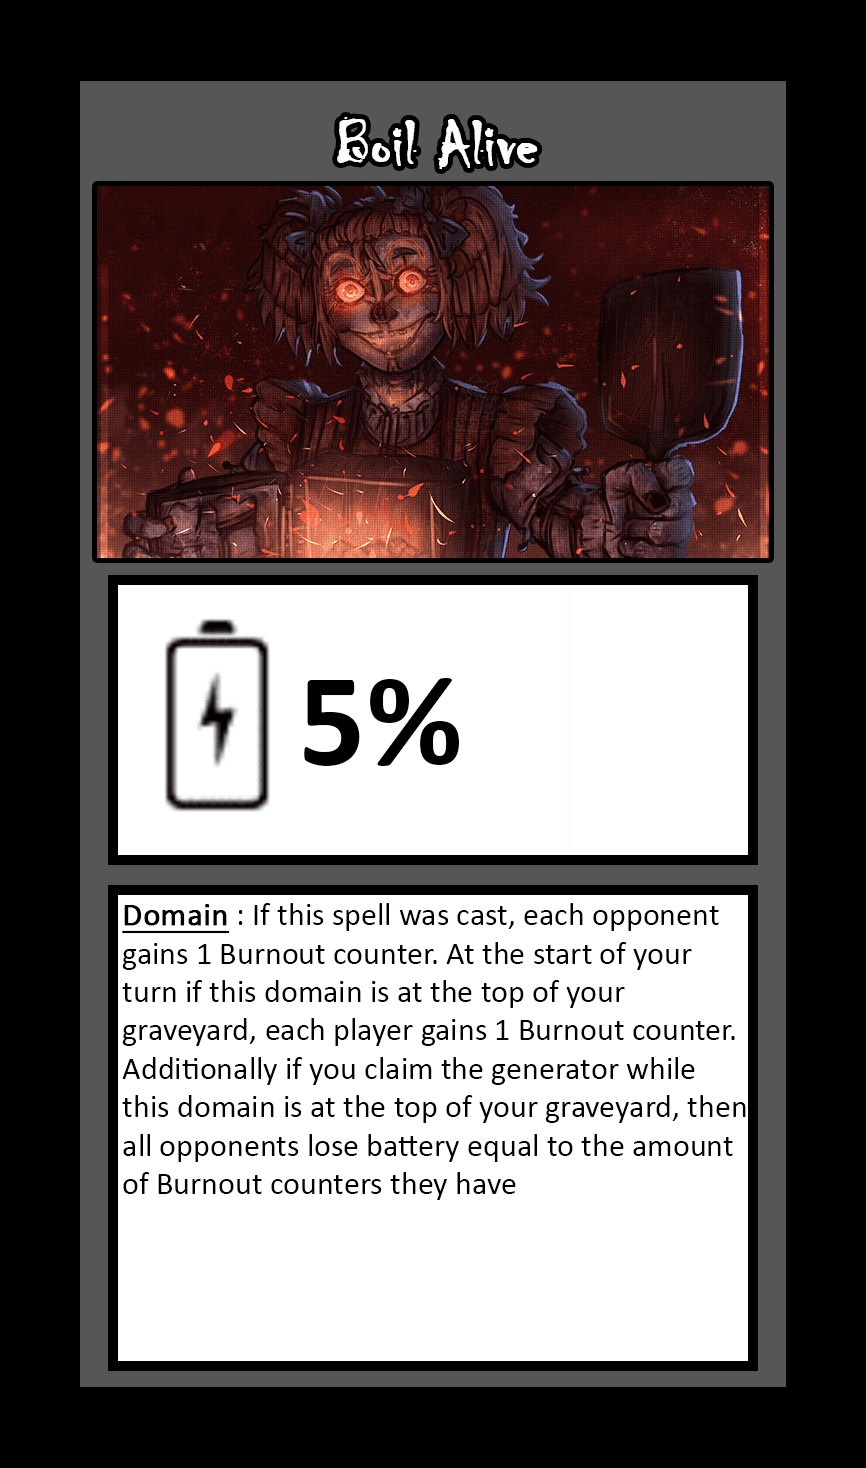 Boil Alive
5%
Domain : If this spell was cast, each opponent
gains 1 Burnout counter. At the start of your
turn if this domain is at the top of your
graveyard, each player gains 1 Burnout counter.
Additionally if you claim the generator while
this domain is at the top of your graveyard, then
all opponents lose battery equal to the amount
of Burnout counters they have